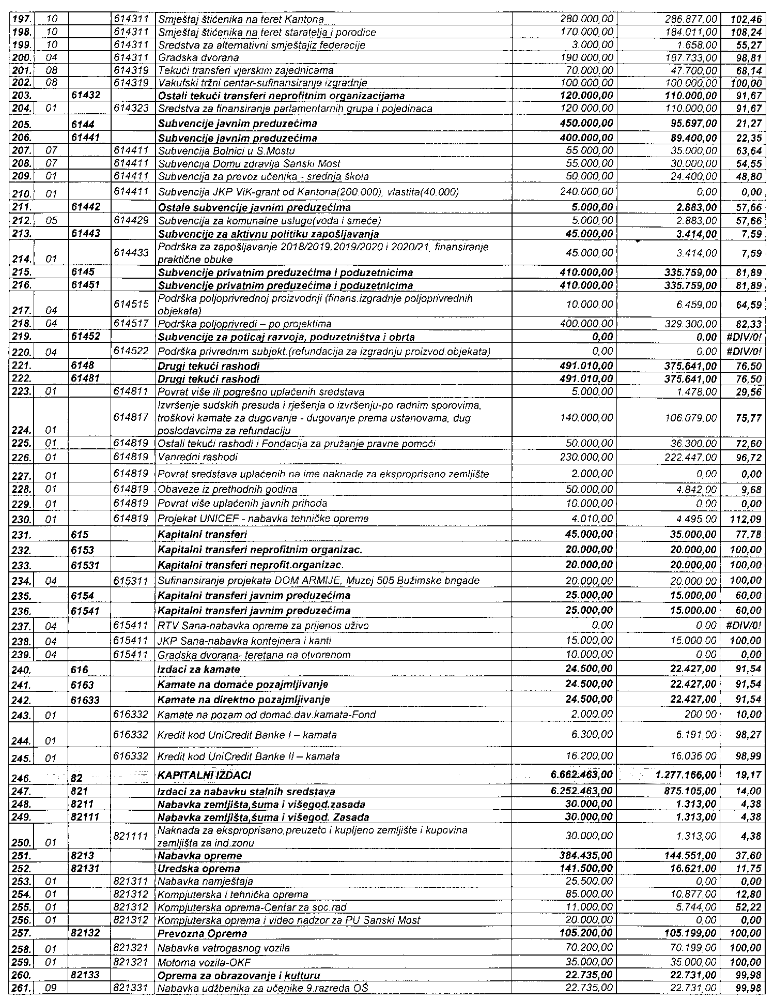 197. 10 614311 Smještaj štićenika na teret Kantona 280.000,00 286.877,00 102,46
198. 10 614311 Smještaj štićenika na teret staratelja i porodice 170.000,00 184.011,00 108,24
199. 10 614311 Sredstva za alternativni smještajiz federacije 3.000,00 1.658,00 55,27
200. 04 614311 Gradska dvorana 190.000,00 187.733,00 98,81
201. 08 614319 Tekući transferi vjerskim zajednicama 70.000,00 47.700,00 68,14
202. 08 614319 Vakufski tržni centar-sufinansiranje izgradnje 100.000,00 100.000,00 100,00
203. 61432 Ostali tekući transferi neprofitnim organizacijama 120.000,00 110.000,00 91,67
204. 01 614323 Sredstva za finansiranje parlamentarnih grupa i pojedinaca 120.000,00 110.000,00 91,67
205. 6144 Subvencije javnim preduzećima 450.000,00 95.697,00 21,27
206. 61441 Subvencije javnim preduzećima 400.000,00 89.400,00 22,35
207. 07 614411 Subvencija Bolnici u S.Mostu 55.000,00 35.000,00 63,64
208. 07 614411 Subvencija Domu zdravlja Sanski Most 55.000,00 30.000,00 54,55
209. 01 614411 Subvencija za prevoz učenika - srednja škola 50.000,00 24.400,00 48,80
210. 01 614411 Subvencija JKP ViK-grant od Kantona(200.000), vlastita(40.000) 240.000,00 0,00 0,00
211. 61442 Ostale subvencije javnim preduzećima 5.000,00 2.883,00 57,66
212. 05 614429 Subvencija za komunalne usluge(voda i smeće) 5.000,00 2.883,00 57,66
213. 61443 Subvencije za aktivnu politiku zapošljavanja 45.000,00 3.414,00 7,59
Podrška za zapošljavanje 2018/2019,2019/2020 i 2020/21, finansiranje
214. 01 614433 praktične obuke 45.000,00 3.414,00 7,59
215. 6145 Subvencije privatnim preduzećima i poduzetnicima 410.000,00 335.759,00 81,89
216. 61451 Subvencije privatnim preduzećima i poduzetnicima 410.000,00 335.759,00 81,89
Podrška poljoprivrednoj proizvodnji (finans.izgradnje poljoprivrednih
217. 04 614515 objekata) 10.000,00 6.459,00 64,59
218. 04 614517 Podrška poljoprivredi – po projektima 400.000,00 329.300,00 82,33
219. 61452 Subvencije za poticaj razvoja, poduzetništva i obrta 0,00 0,00 #DIV/0!
220. 04 614522 Podrška privrednim subjekt.(refundacija za izgradnju proizvod.objekata) 0,00 0,00 #DIV/0!
221. 6148 Drugi tekući rashodi 491.010,00 375.641,00 76,50
222. 61481 Drugi tekući rashodi 491.010,00 375.641,00 76,50
223. 01 614811 Povrat više ili pogrešno uplaćenih sredstava 5.000,00 1.478,00 29,56
Izvršenje sudskih presuda i rješenja o izvršenju-po radnim sporovima,
614817 troškovi kamate za dugovanje - dugovanje prema ustanovama, dug 140.000,00 106.079,00 75,77
224. 01 poslodavcima za refundaciju
225. 01 614819 Ostali tekući rashodi i Fondacija za pružanje pravne pomoći 50.000,00 36.300,00 72,60
226. 01 614819 Vanredni rashodi 230.000,00 222.447,00 96,72
227. 01 614819 Povrat sredstava uplaćenih na ime naknade za eksproprisano zemljište 2.000,00 0,00 0,00
228. 01 614819 Obaveze iz prethodnih godina 50.000,00 4.842,00 9,68
229. 01 614819 Povrat više uplaćenih javnih prihoda 10.000,00 0,00 0,00
230. 01 614819 Projekat UNICEF - nabavka tehničke opreme 4.010,00 4.495,00 112,09
231. 615 Kapitalni transferi 45.000,00 35.000,00 77,78
232. 6153 Kapitalni transferi neprofitnim organizac. 20.000,00 20.000,00 100,00
233. 61531 Kapitalni transferi neprofit.organizac. 20.000,00 20.000,00 100,00
234. 04 615311 Sufinansiranje projekata DOM ARMIJE, Muzej 505 Bužimske brigade 20.000,00 20.000,00 100,00
235. 6154 Kapitalni transferi javnim preduzećima 25.000,00 15.000,00 60,00
236. 61541 Kapitalni transferi javnim preduzećima 25.000,00 15.000,00 60,00
237. 04 615411 RTV Sana-nabavka opreme za prijenos uživo 0,00 0,00 #DIV/0!
238. 04 615411 JKP Sana-nabavka kontejnera i kanti 15.000,00 15.000,00 100,00
239. 04 615411 Gradska dvorana- teretana na otvorenom 10.000,00 0,00 0,00
240. 616 Izdaci za kamate 24.500,00 22.427,00 91,54
241. 6163 Kamate na domaće pozajmljivanje 24.500,00 22.427,00 91,54
242. 61633 Kamate na direktno pozajmljivanje 24.500,00 22.427,00 91,54
243. 01 616332 Kamate na pozam.od domać.dav.kamata-Fond 2.000,00 200,00 10,00
244. 01 616332 Kredit kod UniCredit Banke I – kamata 6.300,00 6.191,00 98,27
245. 01 616332 Kredit kod UniCredit Banke II – kamata 16.200,00 16.036,00 98,99
246. 82 KAPITALNI IZDACI 6.662.463,00 1.277.166,00 19,17
247. 821 Izdaci za nabavku stalnih sredstava 6.252.463,00 875.105,00 14,00
248. 8211 Nabavka zemljišta,šuma i višegod.zasada 30.000,00 1.313,00 4,38
249. 82111 Nabavka zemljišta,šuma i višegod. Zasada 30.000,00 1.313,00 4,38
Naknada za eksproprisano,preuzeto i kupljeno zemljište i kupovina
250. 01 821111 zemljišta za ind.zonu 30.000,00 1.313,00 4,38
251. 8213 Nabavka opreme 384.435,00 144.551,00 37,60
252. 82131 Uredska oprema 141.500,00 16.621,00 11,75
253. 01 821311 Nabavka namještaja 25.500,00 0,00 0,00
254. 01 821312 Kompjuterska i tehnička oprema 85.000,00 10.877,00 12,80
255. 01 821312 Kompjuterska oprema-Centar za soc.rad 11.000,00 5.744,00 52,22
256. 01 821312 Kompjuterska oprema i video nadzor za PU Sanski Most 20.000,00 0,00 0,00
257. 82132 Prevozna Oprema 105.200,00 105.199,00 100,00
258. 01 821321 Nabavka vatrogasnog vozila 70.200,00 70.199,00 100,00
259. 01 821321 Motorna vozila-OKF 35.000,00 35.000,00 100,00
260. 82133 Oprema za obrazovanje i kulturu 22.735,00 22.731,00 99,98
261. 09 821331 Nabavka udžbenika za učenike 9.razreda OŠ 22.735,00 22.731,00 99,98